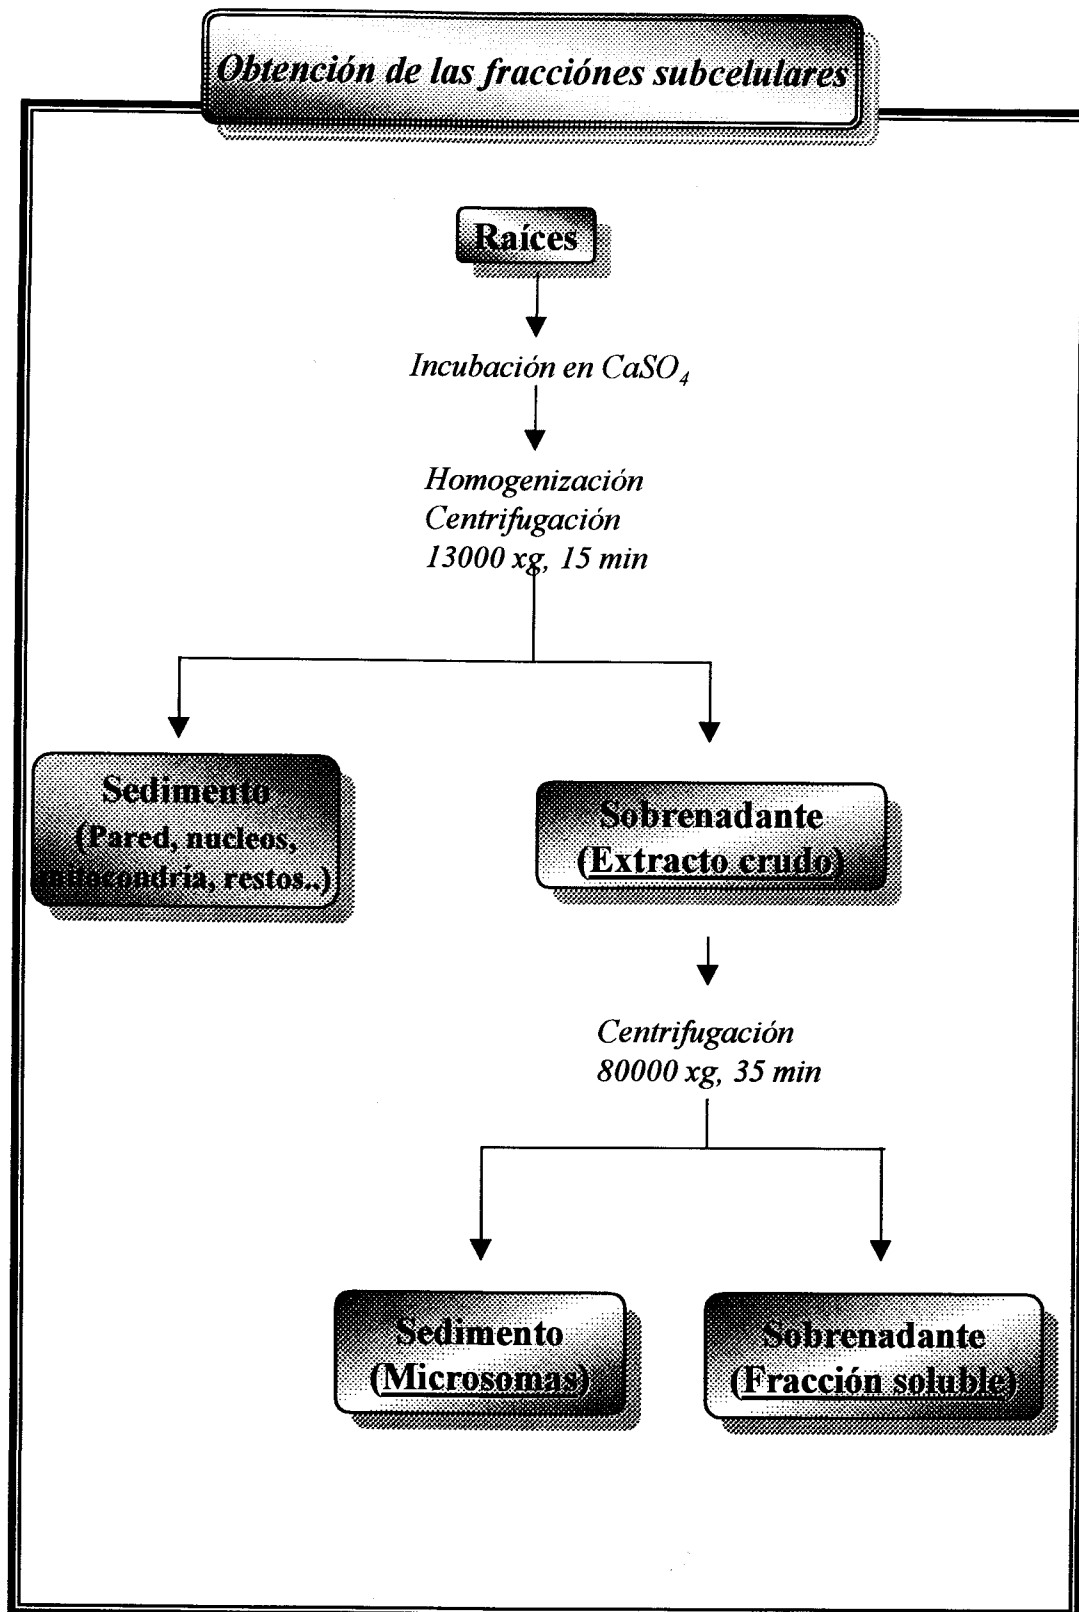 Obtención de las fracciónes subcelulares
Raíces
Incubación en CaSO₄
Homogenización
Centrifugación
13000 xg, 15 min
Sedimento
(Pared, nucleos,
mitocondría, restos..)
Sobrenadante
(Extracto crudo)
Centrifugación
80000 xg, 35 min
Sedimento
(Microsomas)
Sobrenadante
(Fracción soluble)